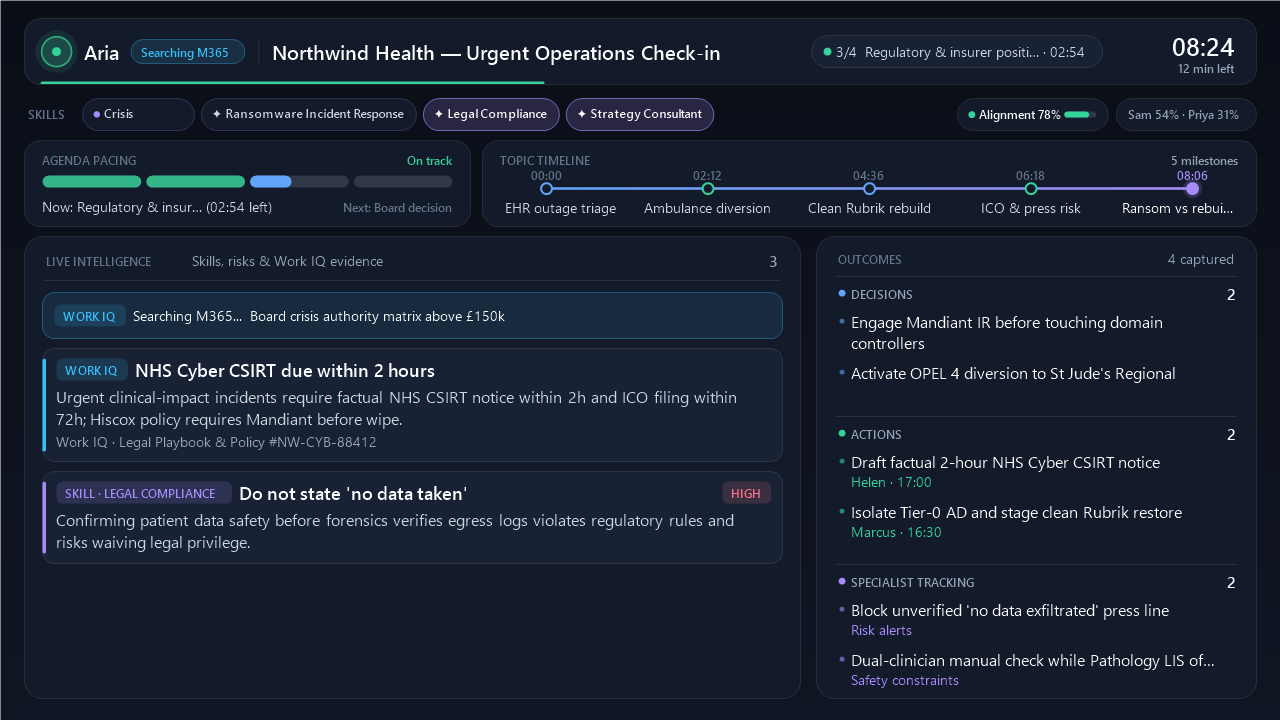 Aria
Searching M365
Northwind Health — Urgent Operations Check-in
3/4 Regulatory & insurer positi... · 02:54
08:24
12 min left
SKILLS
Crisis
✦ Ransomware Incident Response
✦ Legal Compliance
✦ Strategy Consultant
Alignment 78%
Sam 54% · Priya 31%
AGENDA PACING
On track
Now: Regulatory & insur... (02:54 left)
Next: Board decision
TOPIC TIMELINE
5 milestones
00:00
02:12
04:36
06:18
08:06
EHR outage triage
Ambulance diversion
Clean Rubrik rebuild
ICO & press risk
Ransom vs rebui...
LIVE INTELLIGENCE
Skills, risks & Work IQ evidence
3
WORK IQ
Searching M365... Board crisis authority matrix above £150k
WORK IQ
NHS Cyber CSIRT due within 2 hours
Urgent clinical-impact incidents require factual NHS CSIRT notice within 2h and ICO filing within
72h; Hiscox policy requires Mandiant before wipe.
Work IQ · Legal Playbook & Policy #NW-CYB-88412
SKILL · LEGAL COMPLIANCE
Do not state 'no data taken'
HIGH
Confirming patient data safety before forensics verifies egress logs violates regulatory rules and
risks waiving legal privilege.
OUTCOMES
4 captured
DECISIONS
2
Engage Mandiant IR before touching domain
controllers
Activate OPEL 4 diversion to St Jude's Regional
ACTIONS
2
Draft factual 2-hour NHS Cyber CSIRT notice
Helen · 17:00
Isolate Tier-0 AD and stage clean Rubrik restore
Marcus · 16:30
SPECIALIST TRACKING
2
Block unverified 'no data exfiltrated' press line
Risk alerts
Dual-clinician manual check while Pathology LIS of...
Safety constraints